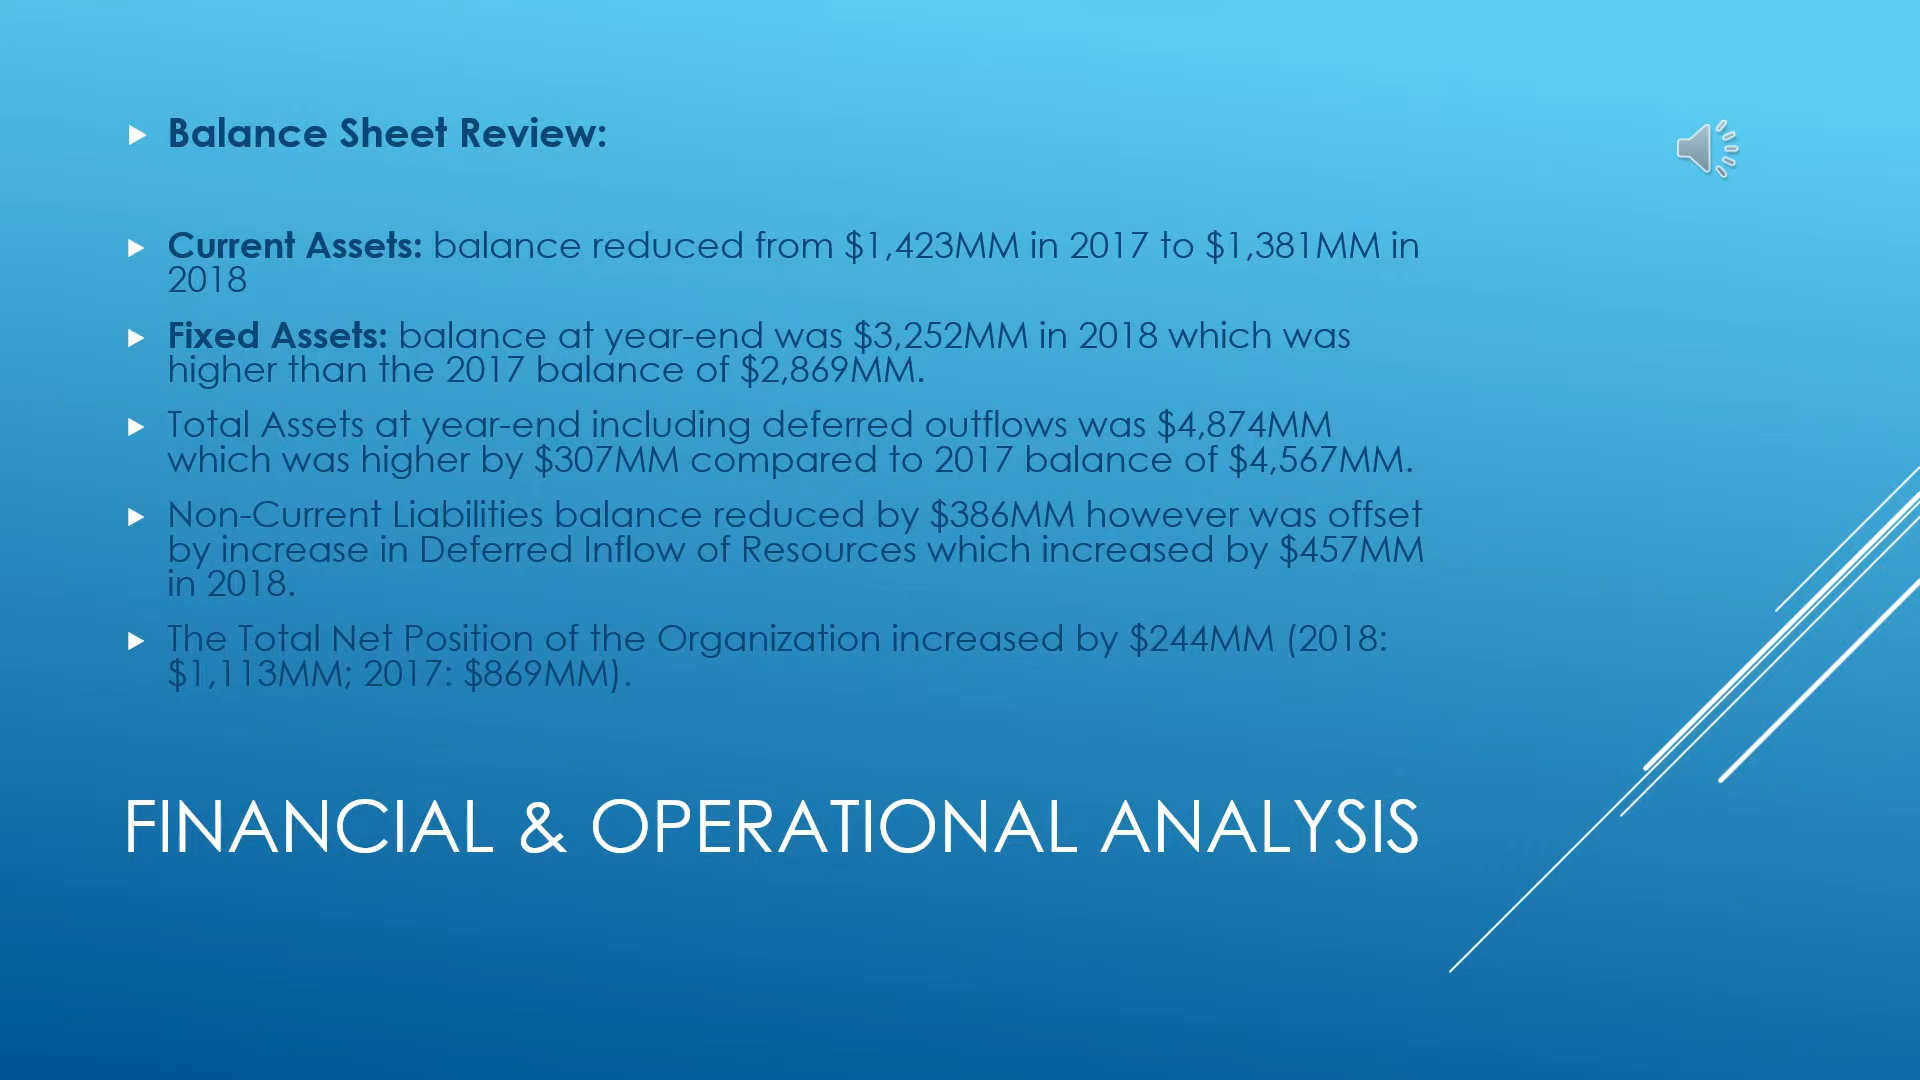 Balance Sheet Review:
Current Assets: balance reduced from $1,423MM in 2017 to $1,381MM in
2018
Fixed Assets: balance at year-end was $3,252MM in 2018 which was
higher than the 2017 balance of $2,869MM.
Total Assets at year-end including deferred outflows was $4,874MM
which was higher by $307MM compared to 2017 balance of $4,567MM.
Non-Current Liabilities balance reduced by $386MM however was offset
by increase in Deferred Inflow of Resources which increased by $457MM
in 2018.
The Total Net Position of the Organization increased by $244MM (2018:
$1,113MM; 2017: $869MM).
FINANCIAL & OPERATIONAL ANALYSIS